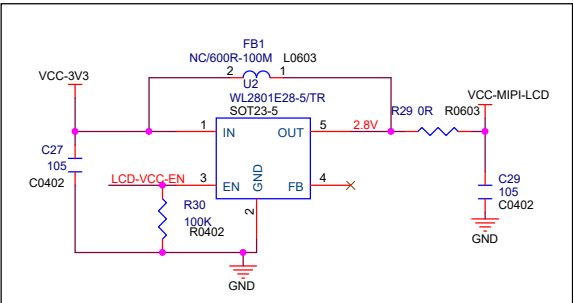 FB1
NC/600R-100M L0603
2 1
VCC-3V3
U2
WL2801E28-5/TR
SOT23-5
VCC-MIPI-LCD
R29 0R R0603
1 IN OUT 5 2.8V
C27
105
C0402
LCD-VCC-EN 3 EN GND FB 4
2
C29
105
C0402
R30
100K
R0402
GND
GND